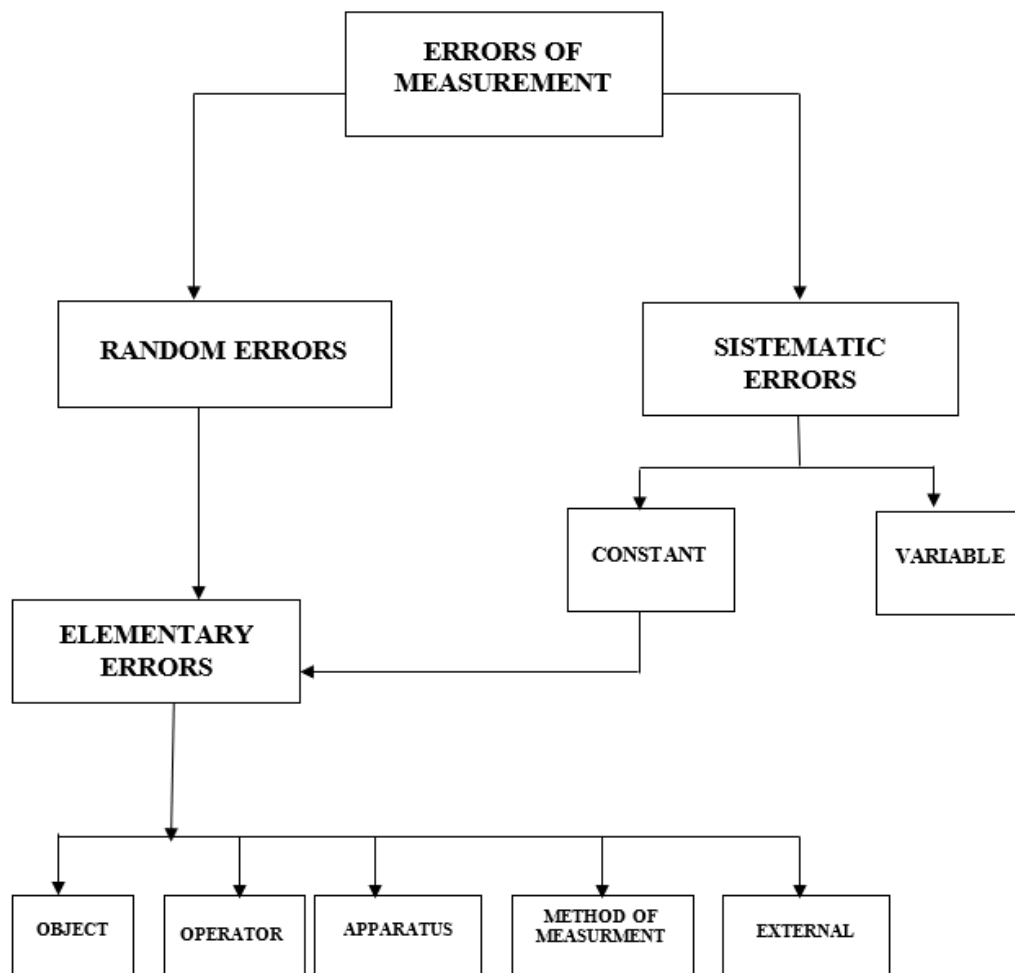 ERRORS OF
MEASUREMENT
RANDOM ERRORS
SISTEMATIC
ERRORS
CONSTANT
VARIABLE
ELEMENTARY
ERRORS
OBJECT
OPERATOR
APPARATUS
METHOD OF
MEASURMENT
EXTERNAL